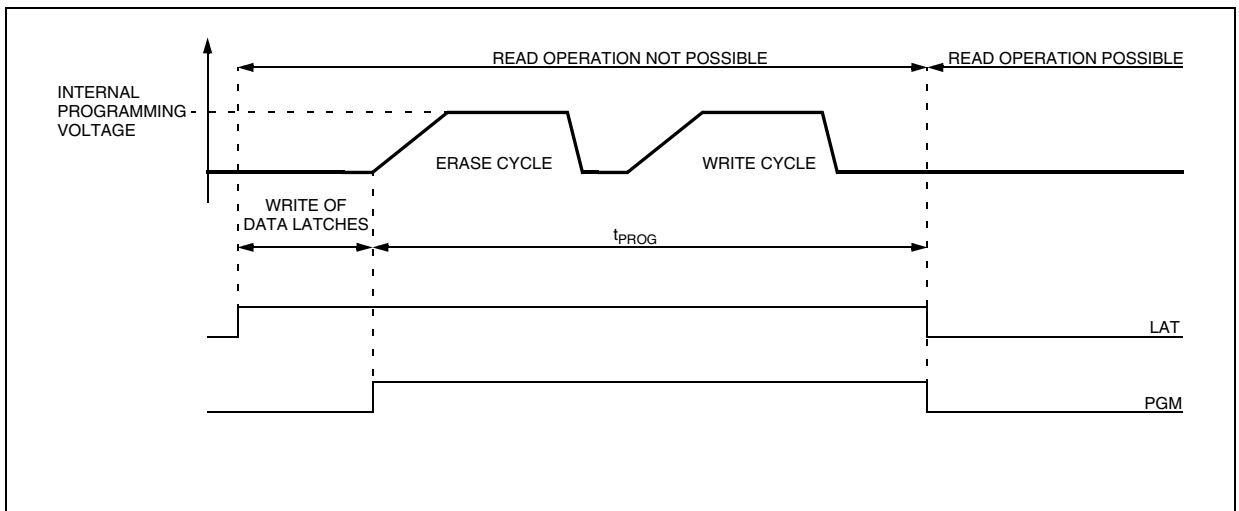 READ OPERATION NOT POSSIBLE
READ OPERATION POSSIBLE
INTERNAL
PROGRAMMING
VOLTAGE
ERASE CYCLE
WRITE CYCLE
WRITE OF
DATA LATCHES
tPROG
LAT
PGM